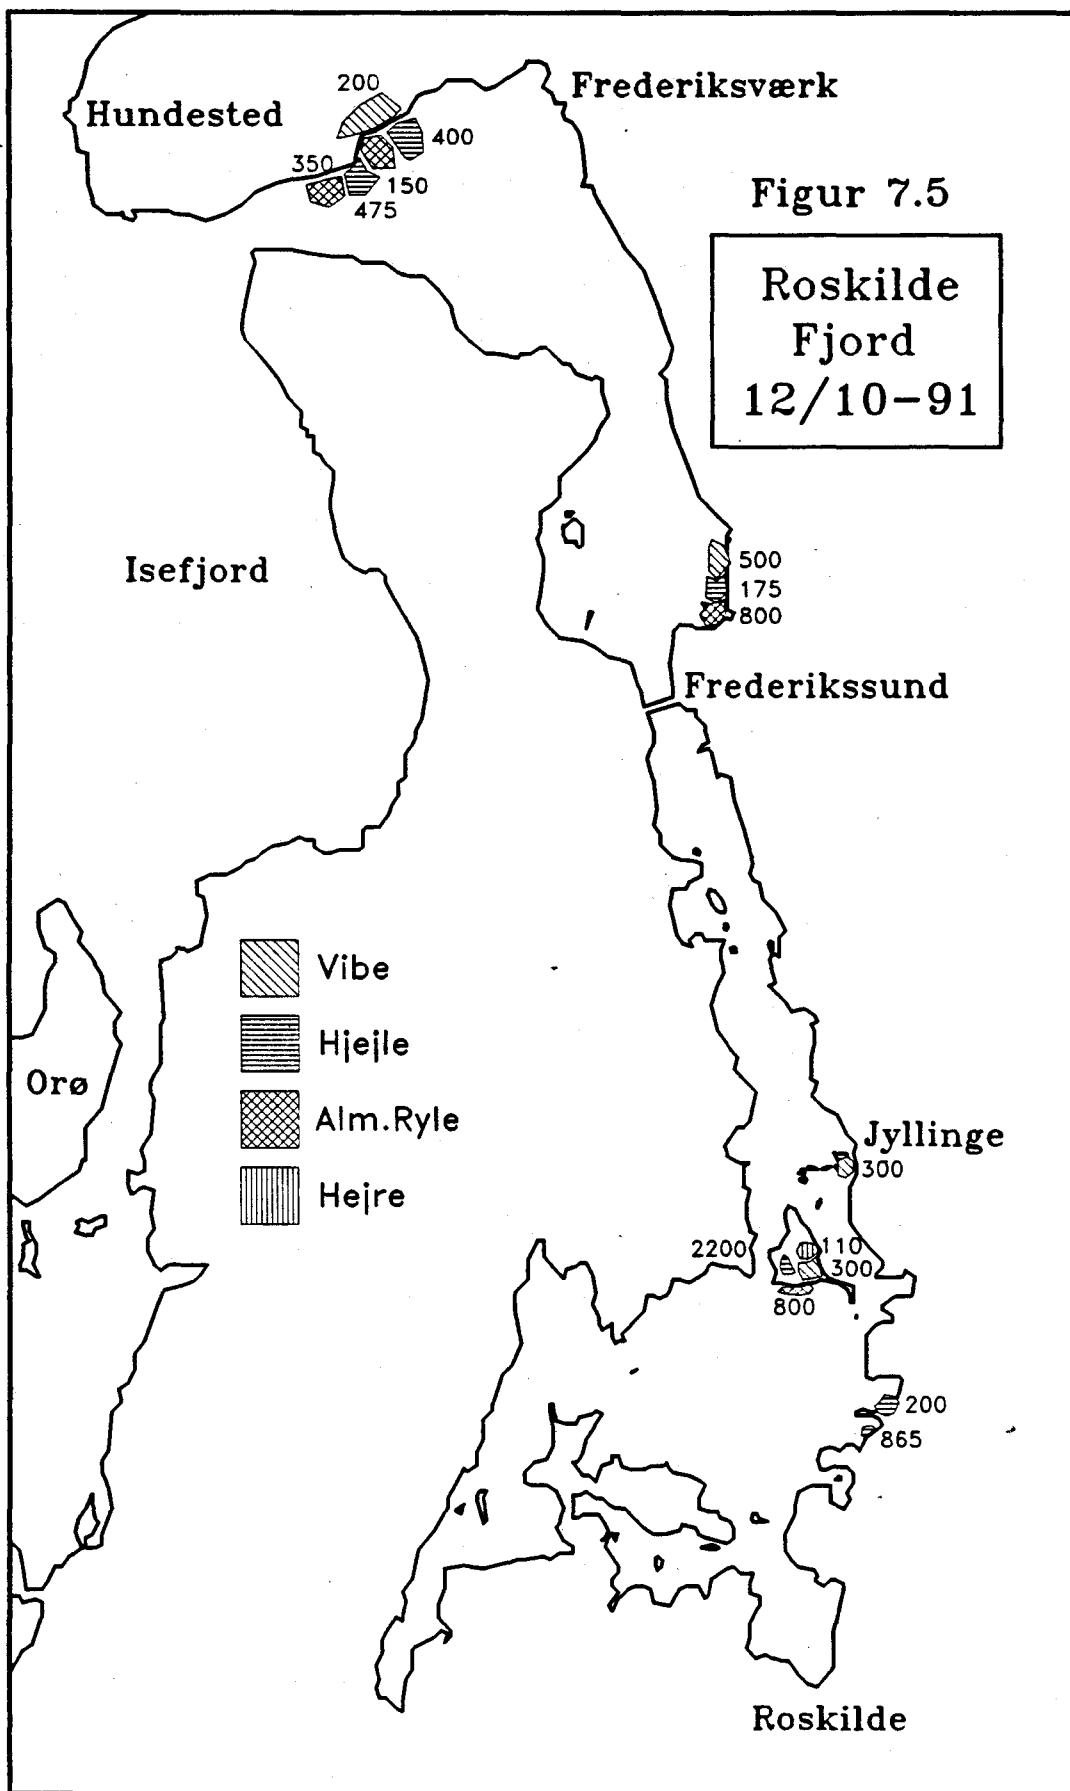 200
Frederiksværk
Hundested
400
350
150
475
Figur 7.5
Roskilde
Fjord
12/10-91
Isefjord
500
175
800
Frederikssund
Vibe
Hjejle
Orø
Alm.Ryle
Hejre
Jyllinge
300
2200
110
300
800
200
865
Roskilde